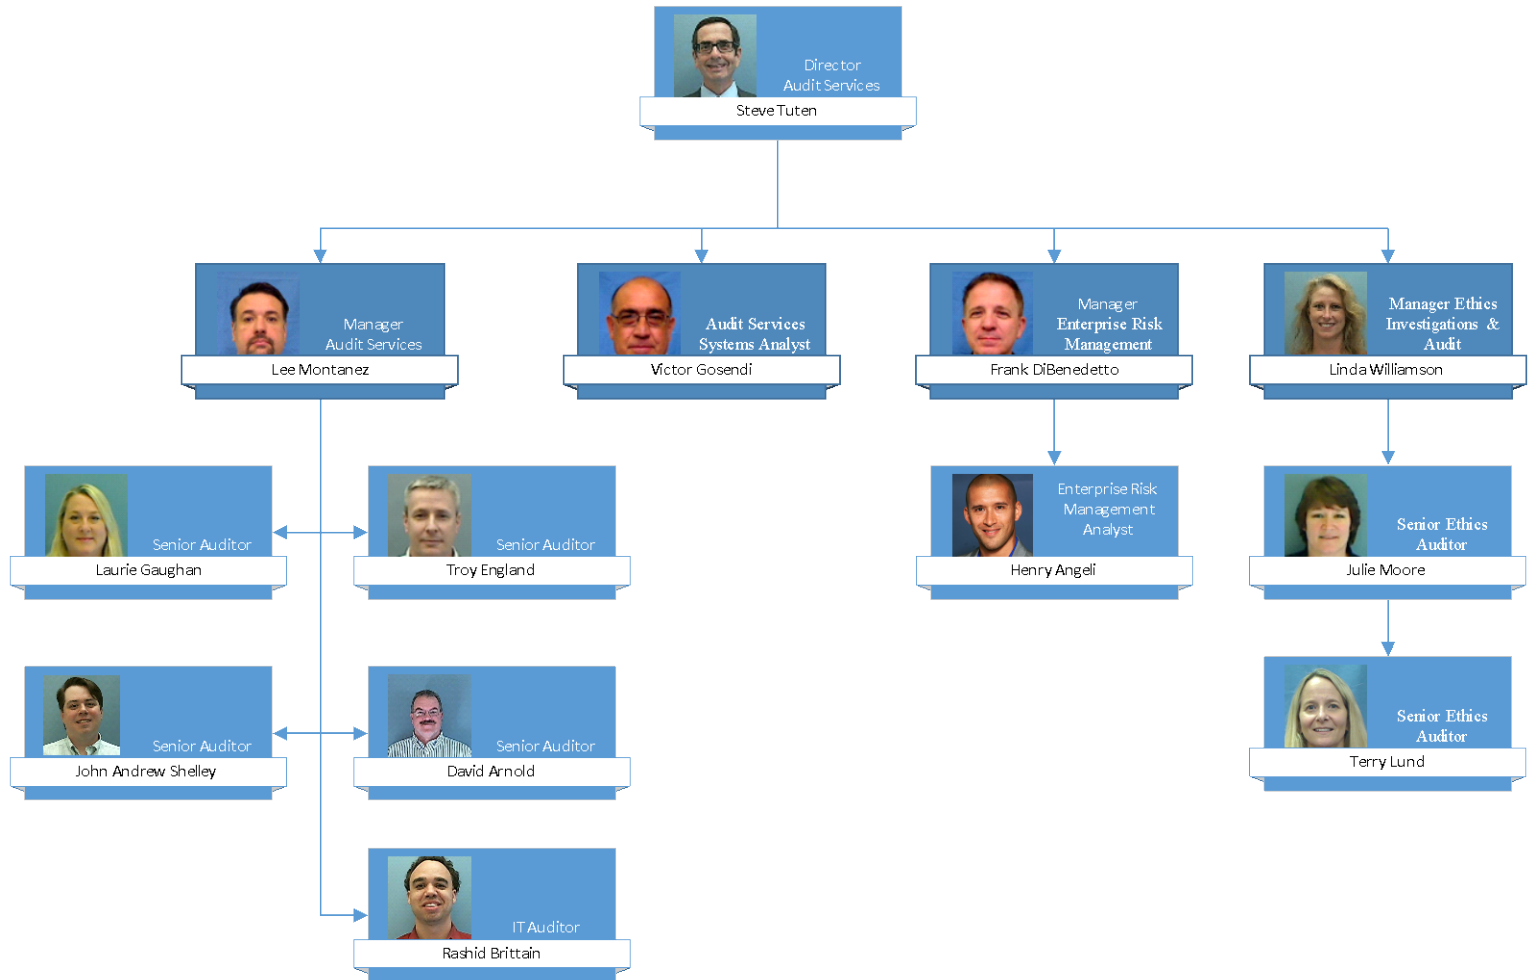 Director
Audit Services
Steve Tuten
Manager
Audit Services
Lee Montanez
Audit Services
Systems Analyst
Victor Gosendi
Manager
Enterprise Risk
Management
Frank DiBenedetto
Manager Ethics
Investigations &
Audit
Linda Williamson
Senior Auditor
Laurie Gaughan
Senior Auditor
Troy England
Enterprise Risk
Management
Analyst
Henry Angeli
Senior Ethics
Auditor
Julie Moore
Senior Auditor
John Andrew Shelley
Senior Auditor
David Arnold
Senior Ethics
Auditor
Terry Lund
IT Auditor
Rashid Brittain